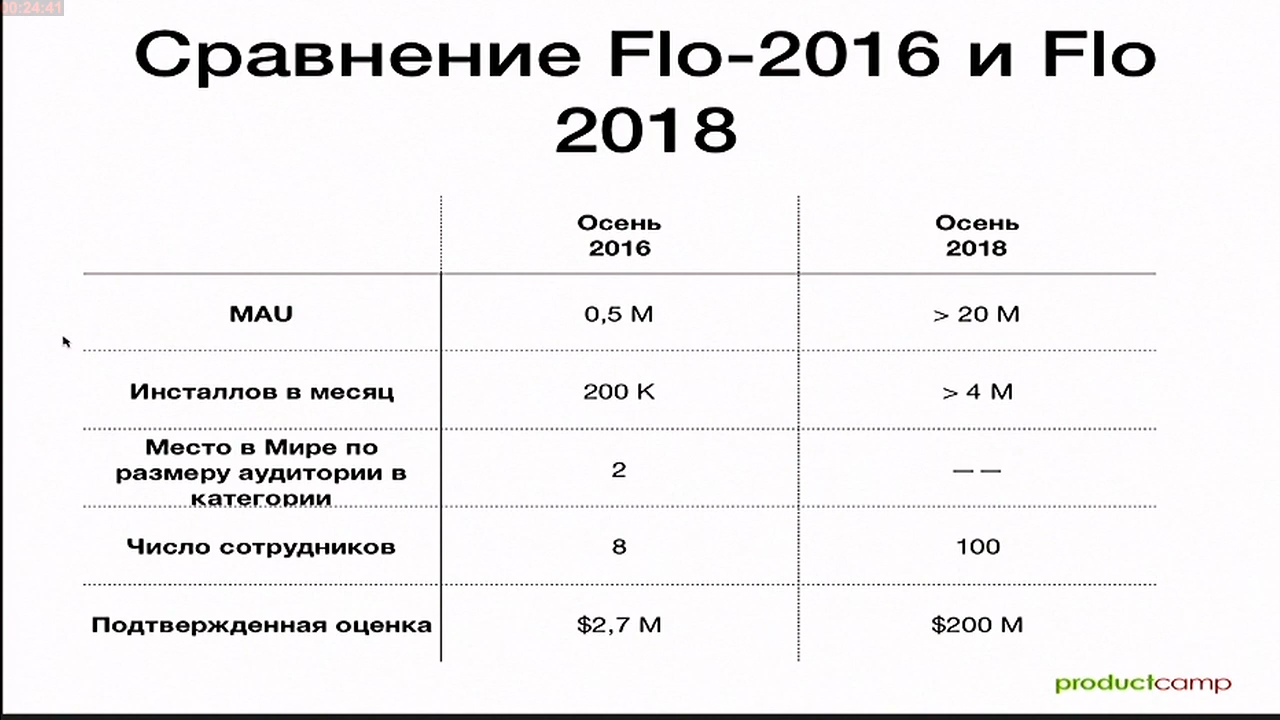 00:24:41
Сравнение Flo-2016 и Flo
2018
Осень
2016
Осень
2018
MAU
0,5 M
> 20 M
Инсталлов в месяц
200 K
> 4 M
Место в Мире по
размеру аудитории в
категории
2
— —
Число сотрудников
8
100
Подтвержденная оценка
$2,7 M
$200 M
productcamp